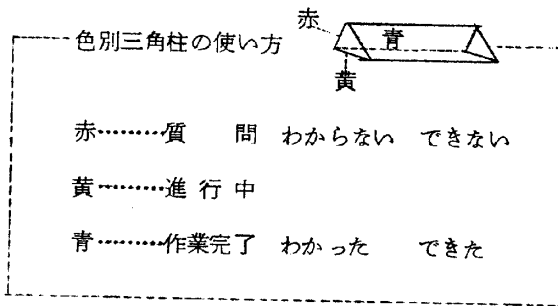 色別三角柱の使い方
赤
青
黄
赤………質　問　わからない　できない
黄………進行中
青………作業完了　わかった　できた